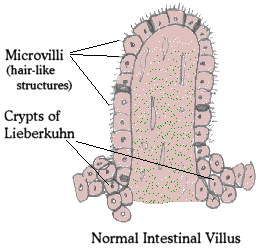 Microvilli
(hair-like
structures)
Crypts of
Lieberkuhn
Normal Intestinal Villus